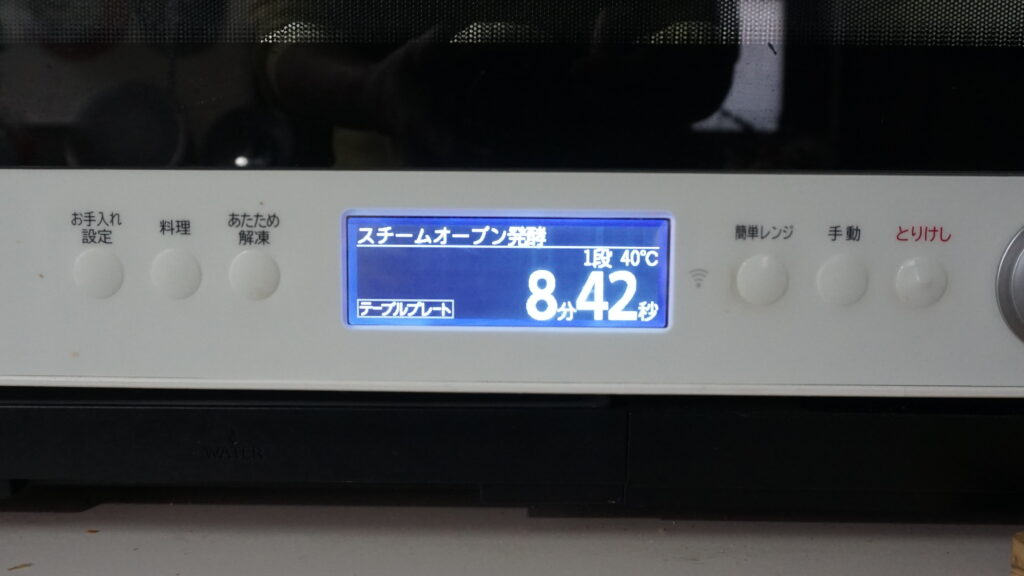 お手入れ
設定
料理
あたため
解凍
スチームオーブン発酵
1段 40℃
8分42秒
テーブルプレート
簡単レンジ
手動
とりけし
WATER